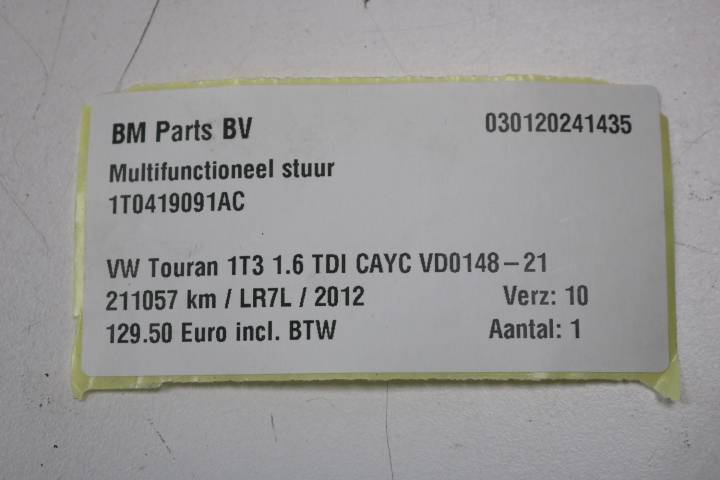 BM Parts BV 030120241435
Multifunctioneel stuur
1T0419091AC
VW Touran 1T3 1.6 TDI CAYC VD0148-21
211057 km / LR7L / 2012 Verz: 10
129.50 Euro incl. BTW Aantal: 1